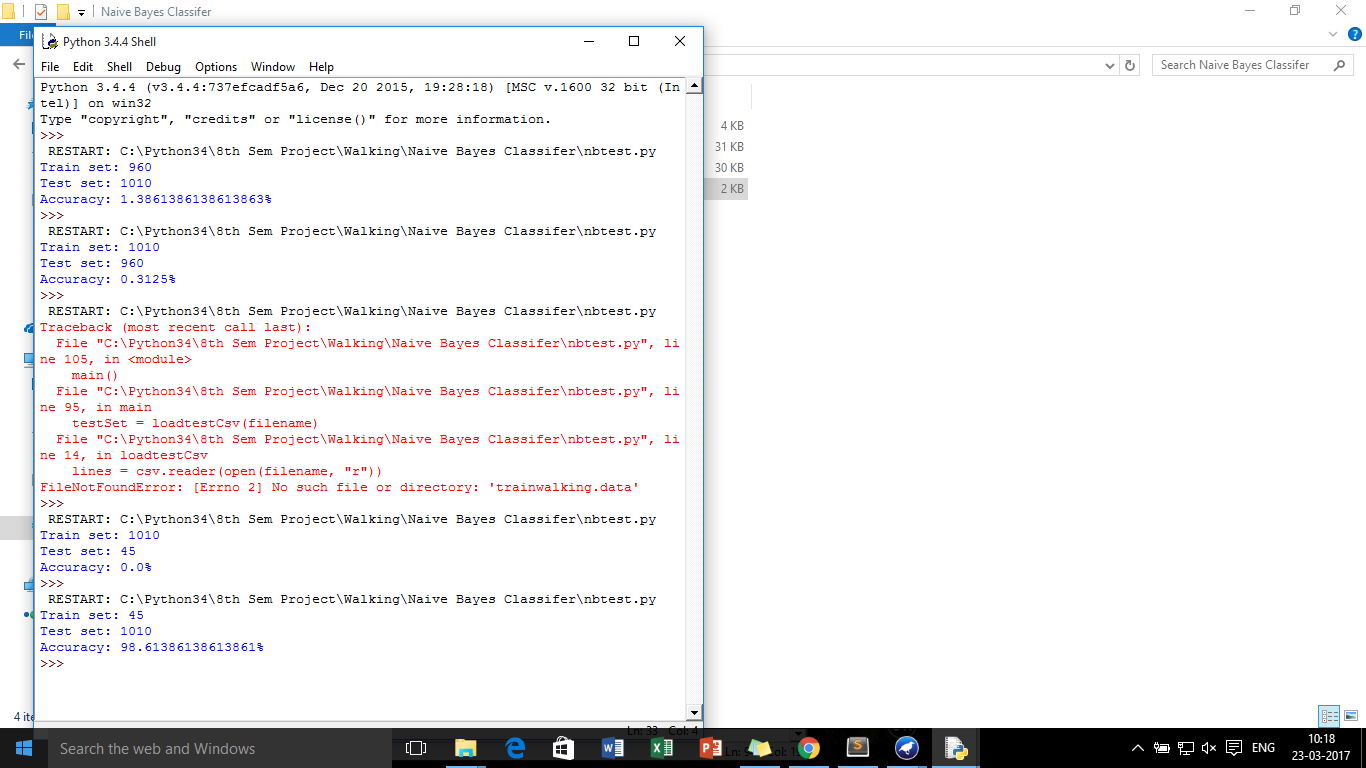 Naive Bayes Classifer
Fil
Python 3.4.4 Shell
File Edit Shell Debug Options Window Help
Search Naive Bayes Classifer
Python 3.4.4 (v3.4.4:737efcadf5a6, Dec 20 2015, 19:28:18) [MSC v.1600 32 bit (In
tel)] on win32
Type "copyright", "credits" or "license()" for more information.
>>>
RESTART: C:\Python34\8th Sem Project\Walking\Naive Bayes Classifer\nbtest.py
Train set: 960
Test set: 1010
Accuracy: 1.3861386138613863%
>>>
RESTART: C:\Python34\8th Sem Project\Walking\Naive Bayes Classifer\nbtest.py
Train set: 1010
Test set: 960
Accuracy: 0.3125%
>>>
RESTART: C:\Python34\8th Sem Project\Walking\Naive Bayes Classifer\nbtest.py
Traceback (most recent call last):
File "C:\Python34\8th Sem Project\Walking\Naive Bayes Classifer\nbtest.py", li
ne 105, in <module>
main()
File "C:\Python34\8th Sem Project\Walking\Naive Bayes Classifer\nbtest.py", li
ne 95, in main
testSet = loadtestCsv(filename)
File "C:\Python34\8th Sem Project\Walking\Naive Bayes Classifer\nbtest.py", li
ne 14, in loadtestCsv
lines = csv.reader(open(filename, "r"))
FileNotFoundError: [Errno 2] No such file or directory: 'trainwalking.data'
>>>
RESTART: C:\Python34\8th Sem Project\Walking\Naive Bayes Classifer\nbtest.py
Train set: 1010
Test set: 45
Accuracy: 0.0%
>>>
RESTART: C:\Python34\8th Sem Project\Walking\Naive Bayes Classifer\nbtest.py
Train set: 45
Test set: 1010
Accuracy: 98.61386138613861%
>>>
4 KB
31 KB
30 KB
2 KB
4 ite
Ln: 33 Col: 4
Search the web and Windows
ENG
10:18
23-03-2017